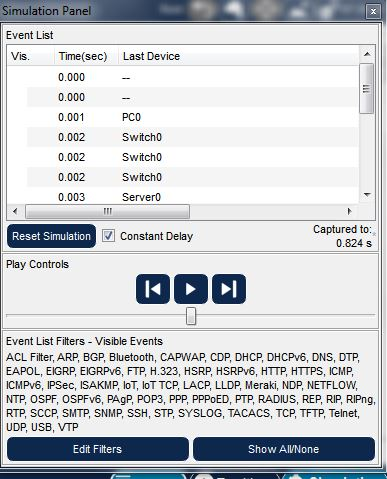 Simulation Panel
Event List
Vis. Time(sec) Last Device
0.000 --
0.000 --
0.001 PC0
0.002 Switch0
0.002 Switch0
0.002 Switch0
0.003 Server0
Reset Simulation Constant Delay Captured to:
0.824 s
Play Controls
Event List Filters - Visible Events
ACL Filter, ARP, BGP, Bluetooth, CAPWAP, CDP, DHCP, DHCPv6, DNS, DTP,
EAPOL, EIGRP, EIGRPv6, FTP, H.323, HSRP, HSRPv6, HTTP, HTTPS, ICMP,
ICMPv6, IPSec, ISAKMP, IoT, IoT TCP, LACP, LLDP, Meraki, NDP, NETFLOW,
NTP, OSPF, OSPFv6, PAgP, POP3, PPP, PPPoED, PTP, RADIUS, REP, RIP, RIPng,
RTP, SCCP, SMTP, SNMP, SSH, STP, SYSLOG, TACACS, TCP, TFTP, Telnet,
UDP, USB, VTP
Edit Filters Show All/None